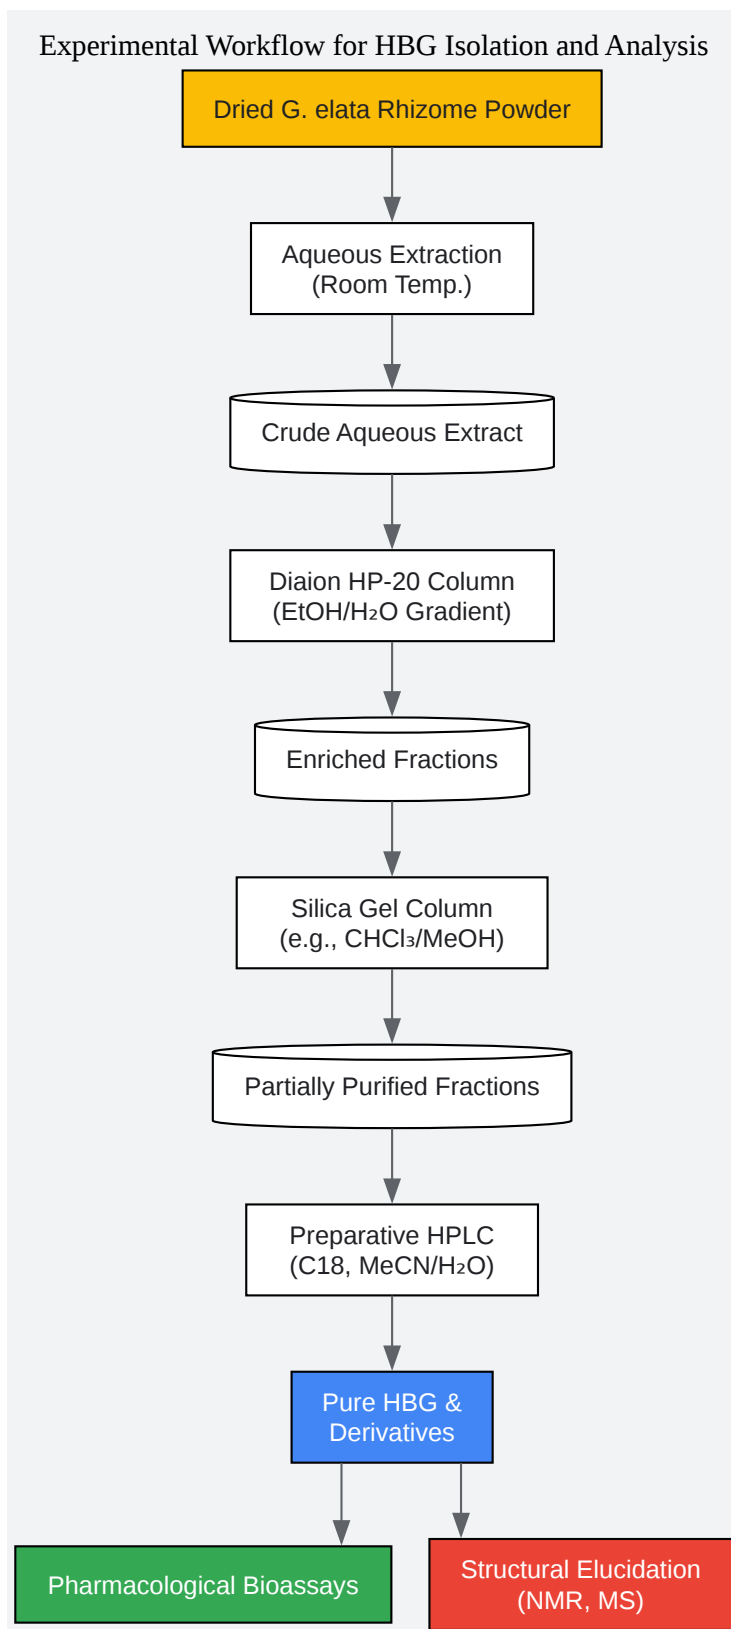 Experimental Workflow for HBG Isolation and Analysis
Dried G. elata Rhizome Powder
Aqueous Extraction
(Room Temp.)
Crude Aqueous Extract
Diaion HP-20 Column
(EtOH/H₂O Gradient)
Enriched Fractions
Silica Gel Column
(e.g., CHCl₃/MeOH)
Partially Purified Fractions
Preparative HPLC
(C18, MeCN/H₂O)
Pure HBG &
Derivatives
Pharmacological Bioassays
Structural Elucidation
(NMR, MS)